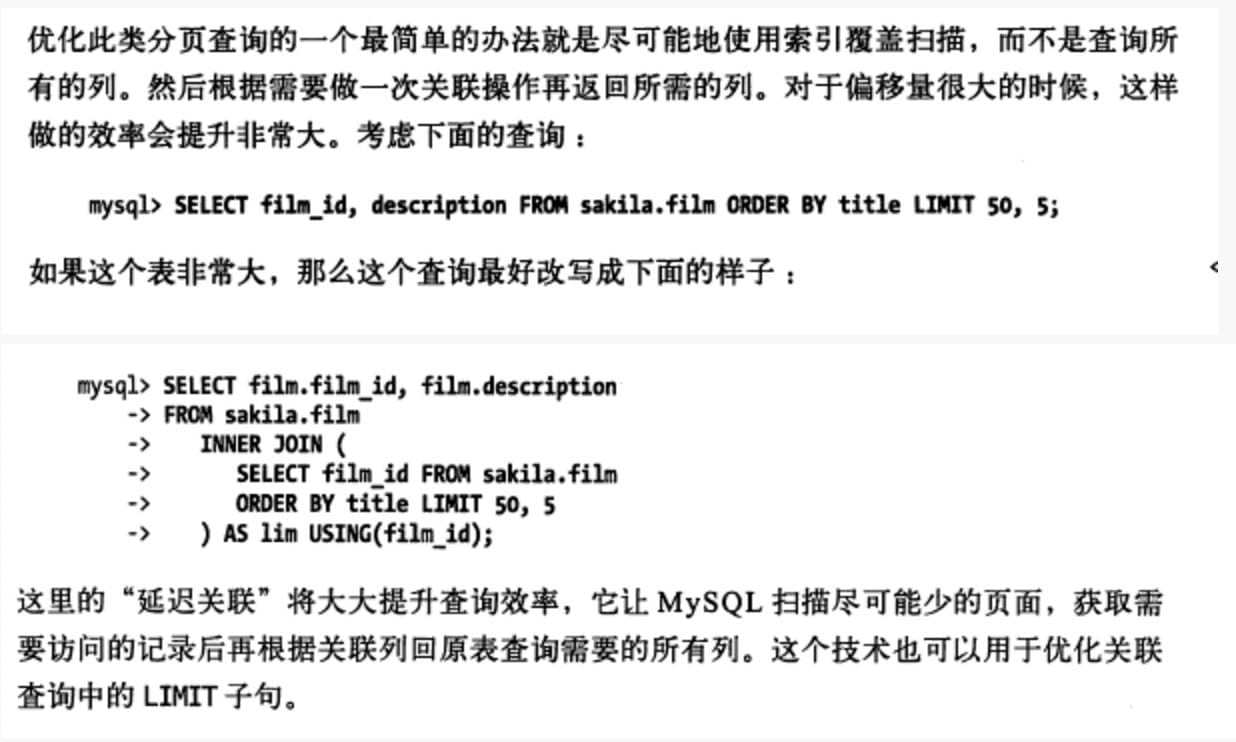 优化此类分页查询的一个最简单的办法就是尽可能地使用索引覆盖扫描，而不是查询所
有的列。然后根据需要做一次关联操作再返回所需的列。对于偏移量很大的时候，这样
做的效率会提升非常大。考虑下面的查询：
mysql> SELECT film_id, description FROM sakila.film ORDER BY title LIMIT 50, 5;
如果这个表非常大，那么这个查询最好改写成下面的样子：
mysql> SELECT film.film_id, film.description
-> FROM sakila.film
-> INNER JOIN (
-> SELECT film_id FROM sakila.film
-> ORDER BY title LIMIT 50, 5
-> ) AS lim USING(film_id);
这里的“延迟关联”将大大提升查询效率，它让 MySQL 扫描尽可能少的页面，获取需
要访问的记录后再根据关联列回原表查询需要的所有列。这个技术也可以用于优化关联
查询中的 LIMIT 子句。